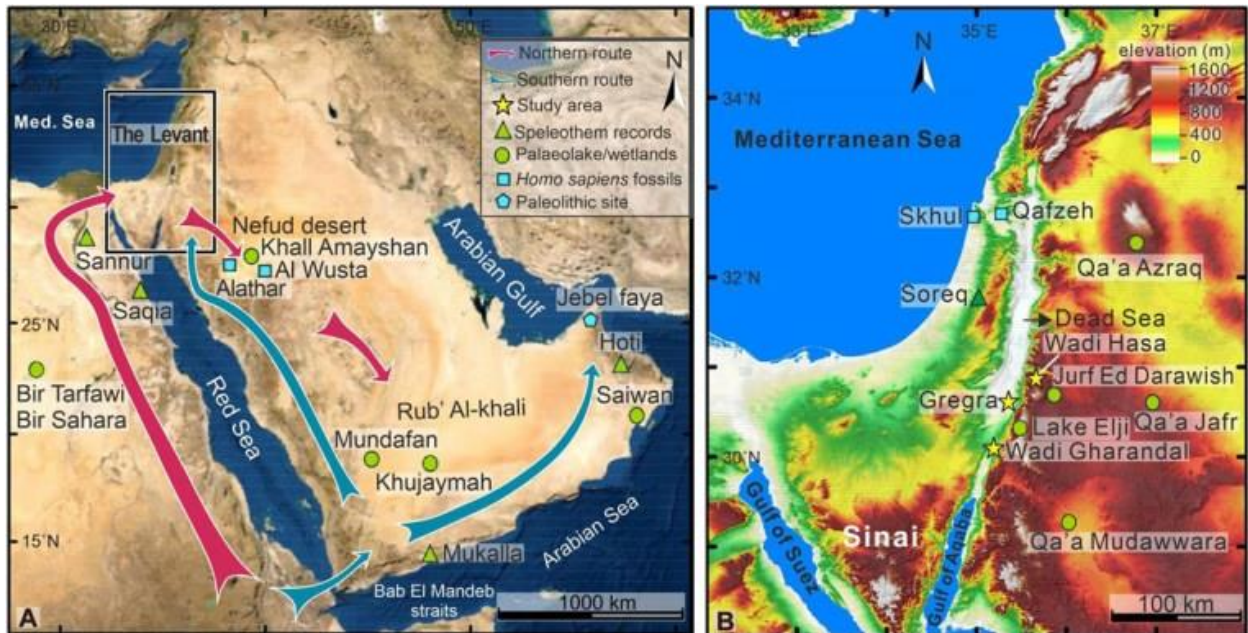 30°E
50°E
35°N
Med. Sea
The Levant
N
Northern route
Southern route
Study area
Speleothem records
Palaeolake/wetlands
Homo sapiens fossils
Paleolithic site
Nefud desert
Khall Amayshan
Al Wusta
Alathar
Sannur
Saqia
Arabian Gulf
Jebel faya
25°N
Hoti
Saiwan
Bir Tarfawi
Bir Sahara
Red Sea
Rub' Al-khali
Mundafan
Khujaymah
15°N
Mukalla
Arabian Sea
Bab El Mandeb
straits
1000 km
A
33°E
35°E
37°E
N
elevation (m)
1600
1200
800
400
0
34°N
Mediterranean Sea
Skhul
Qafzeh
Qa'a Azraq
32°N
Soreq
Dead Sea
Wadi Hasa
Jurf Ed Darawish
Gregra
Lake Elji
Qa'a Jafr
30°N
Wadi Gharandal
Gulf of Suez
Sinai
Gulf of Aqaba
Qa'a Mudawwara
100 km
B